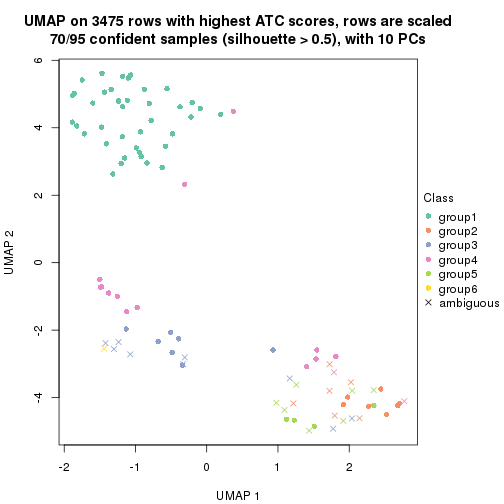 UMAP on 3475 rows with highest ATC scores, rows are scaled
70/95 confident samples (silhouette > 0.5), with 10 PCs
6
4
2
0
-2
-4
UMAP 2
-2
-1
0
1
2
UMAP 1
Class
group1
group2
group3
group4
group5
group6
ambiguous